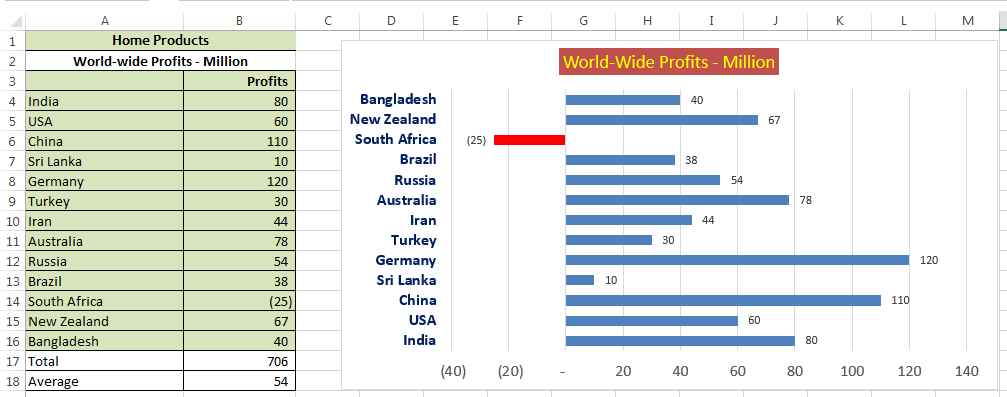 A B C D E F G H I J K L M
1 Home Products
2 World-wide Profits - Million
3 Profits
4 India 80
5 USA 60
6 China 110
7 Sri Lanka 10
8 Germany 120
9 Turkey 30
10 Iran 44
11 Australia 78
12 Russia 54
13 Brazil 38
14 South Africa (25)
15 New Zealand 67
16 Bangladesh 40
17 Total 706
18 Average 54
World-Wide Profits - Million
Bangladesh 40
New Zealand 67
South Africa (25)
Brazil 38
Russia 54
Australia 78
Iran 44
Turkey 30
Germany 120
Sri Lanka 10
China 110
USA 60
India 80
(40) (20) - 20 40 60 80 100 120 140